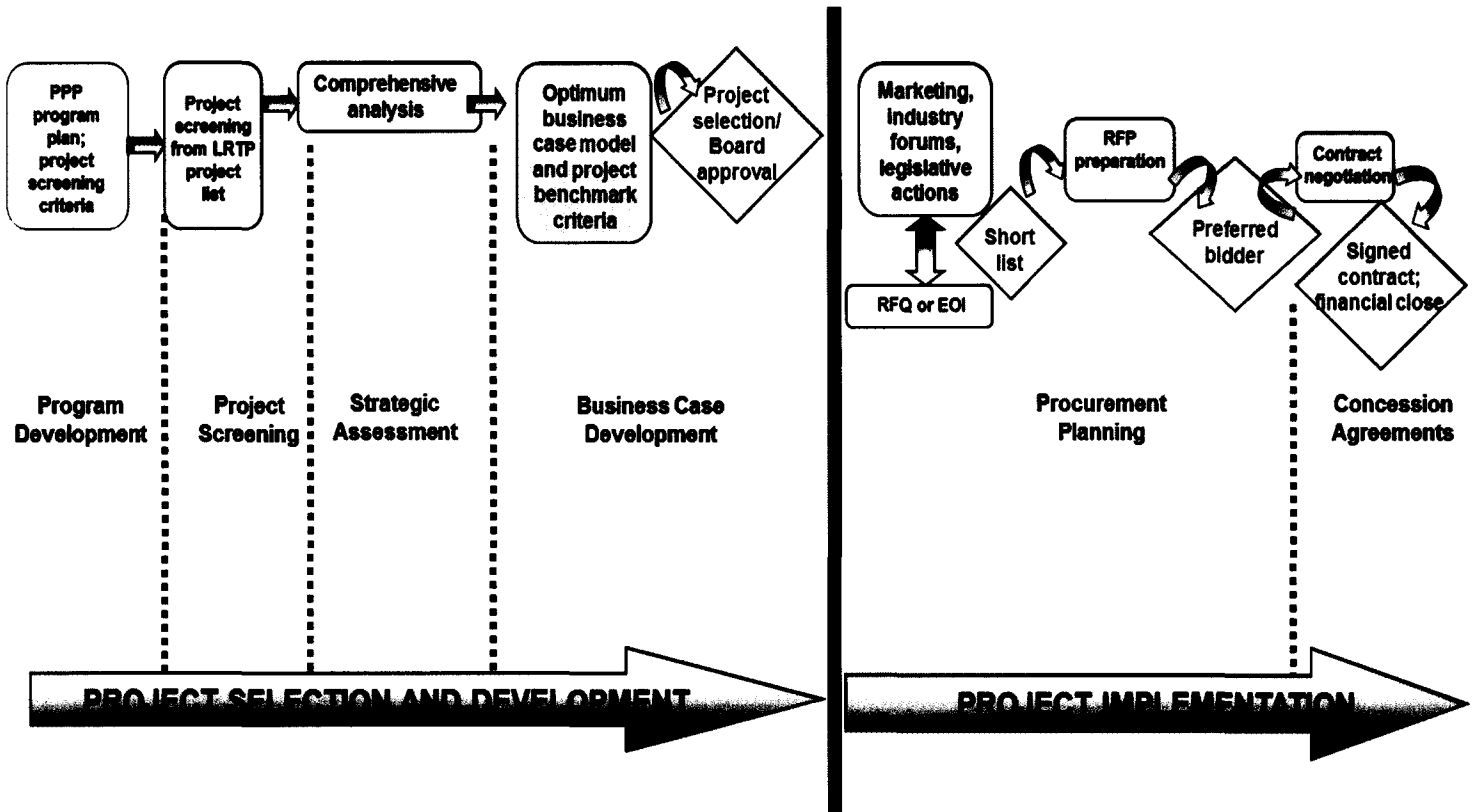 PPP
program
plan;
project
screening
criteria
Project
screening
from LRTP
project
list
Comprehensive
analysis
Optimum
business
case model
and project
benchmark
criteria
Project
selection/
Board
approval
Marketing,
industry
forums,
legislative
actions
RFQ or EOI
Short
list
RFP
preparation
Preferred
bidder
Contract
negotiation
Signed
contract;
financial close
Program
Development
Project
Screening
Strategic
Assessment
Business Case
Development
Procurement
Planning
Concession
Agreements
PROJECT SELECTION AND DEVELOPMENT
PROJECT IMPLEMENTATION